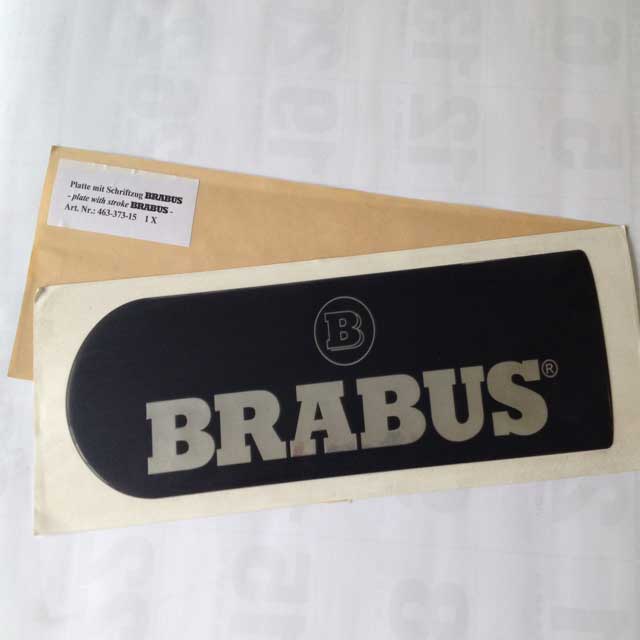 Platte mit Schriftzug BRABUS
- plate with stroke BRABUS -
Art. Nr.: 463-373-15 1 X
B
BRABUS®